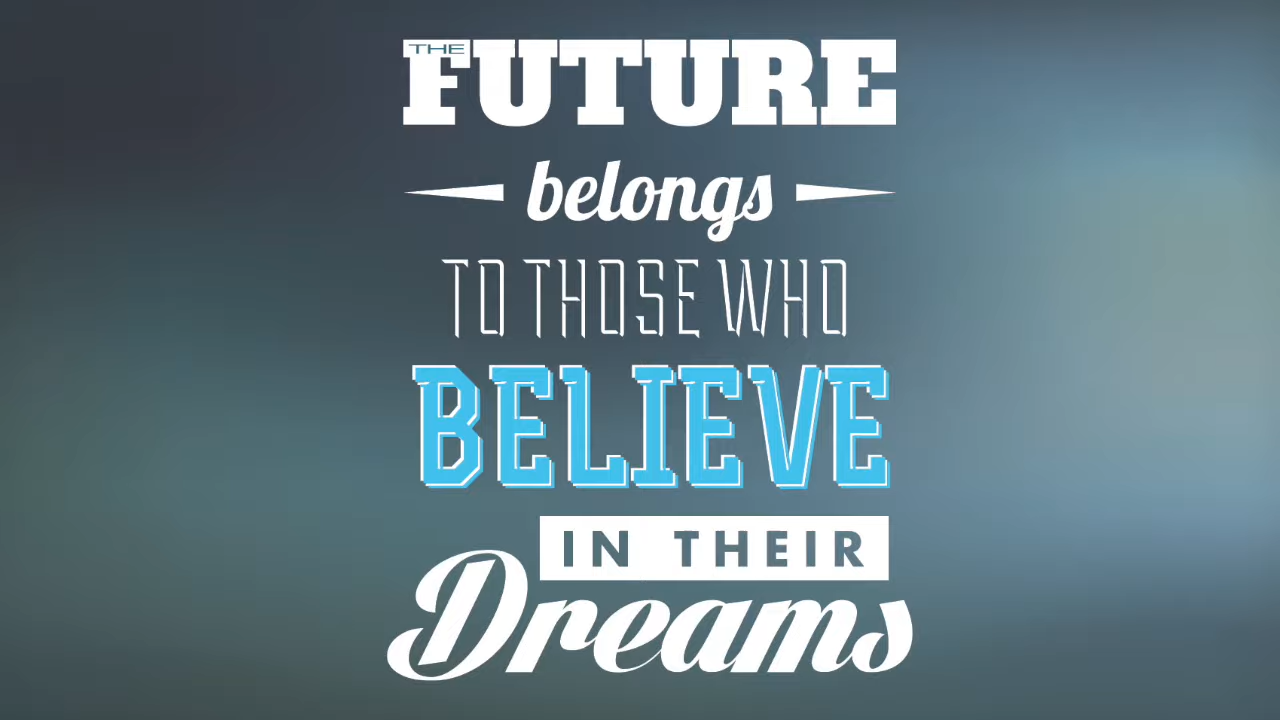 THE
FUTURE
belongs
TO THOSE WHO
BELIEVE
IN THEIR
Dreams